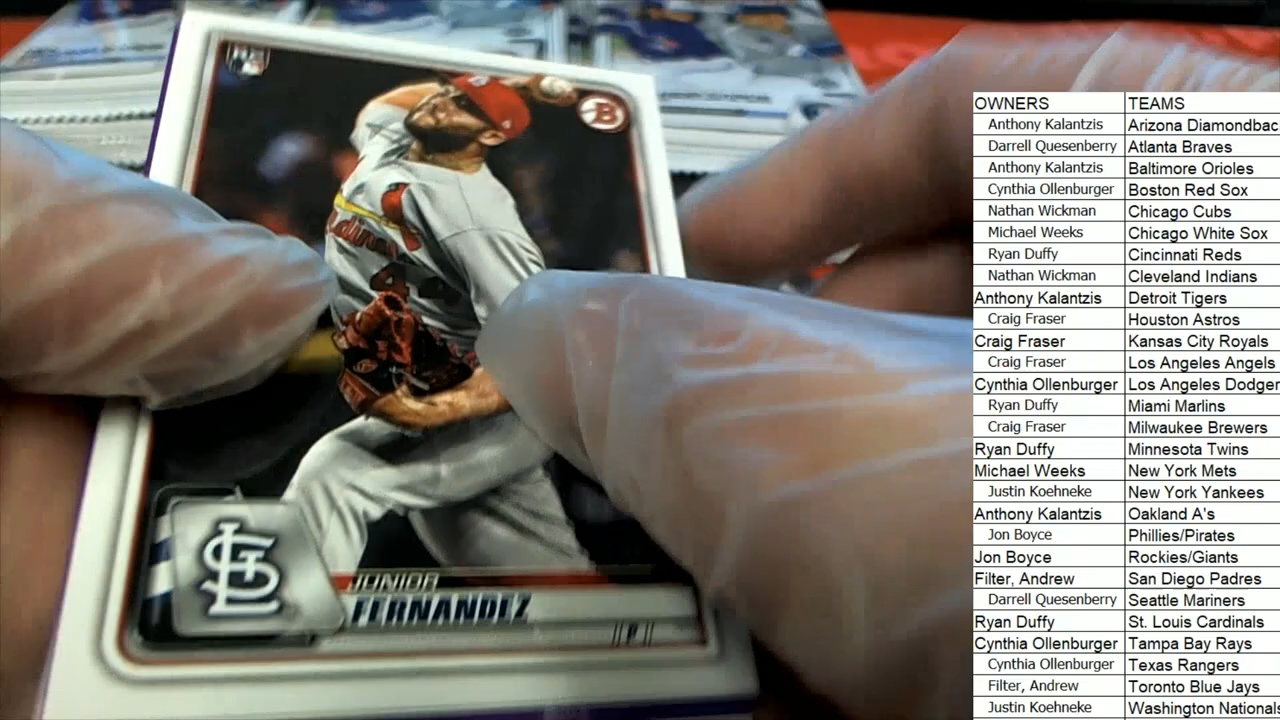 RC
B
Cardinals
44
STL
JUNIOR
FERNANDEZ
P
OWNERS TEAMS
Anthony Kalantzis Arizona Diamondbac
Darrell Quesenberry Atlanta Braves
Anthony Kalantzis Baltimore Orioles
Cynthia Ollenburger Boston Red Sox
Nathan Wickman Chicago Cubs
Michael Weeks Chicago White Sox
Ryan Duffy Cincinnati Reds
Nathan Wickman Cleveland Indians
Anthony Kalantzis Detroit Tigers
Craig Fraser Houston Astros
Craig Fraser Kansas City Royals
Craig Fraser Los Angeles Angels
Cynthia Ollenburger Los Angeles Dodger
Ryan Duffy Miami Marlins
Craig Fraser Milwaukee Brewers
Ryan Duffy Minnesota Twins
Michael Weeks New York Mets
Justin Koehneke New York Yankees
Anthony Kalantzis Oakland A's
Jon Boyce Phillies/Pirates
Jon Boyce Rockies/Giants
Filter, Andrew San Diego Padres
Darrell Quesenberry Seattle Mariners
Ryan Duffy St. Louis Cardinals
Cynthia Ollenburger Tampa Bay Rays
Cynthia Ollenburger Texas Rangers
Filter, Andrew Toronto Blue Jays
Justin Koehneke Washington Nationals